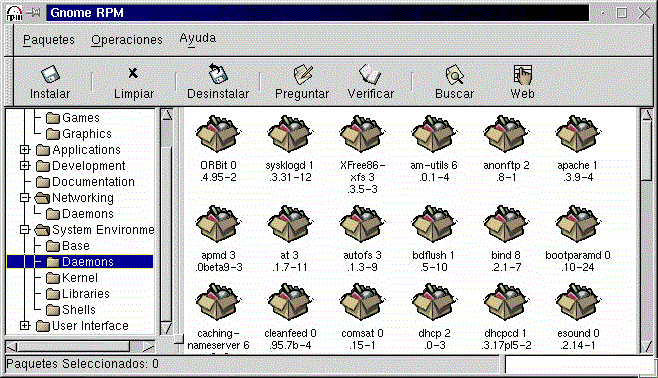 rpm
Gnome RPM
Paquetes Operaciones Ayuda
Instalar Limpiar Desinstalar Preguntar Verificar Buscar Web
Games
Graphics
Applications
Development
Documentation
Networking
Daemons
System Environme
Base
Daemons
Kernel
Libraries
Shells
User Interface
ORBit 0
.4.95-2
sysklogd 1
.3.31-12
XFree86-
xfs 3
.3.5-3
am-utils 6
.0.1-4
anonftp 2
.8-1
apache 1
.3.9-4
apmd 3
.0beta9-3
at 3
.1.7-11
autofs 3
.1.3-9
bdflush 1
.5-10
bind 8
.2.1-7
bootparamd 0
.10-24
caching-
nameserver 6
cleanfeed 0
.95.7b-4
comsat 0
.15-1
dhcp 2
.0-3
dhcpcd 1
.3.17pl5-2
esound 0
.2.14-1
Paquetes Seleccionados: 0